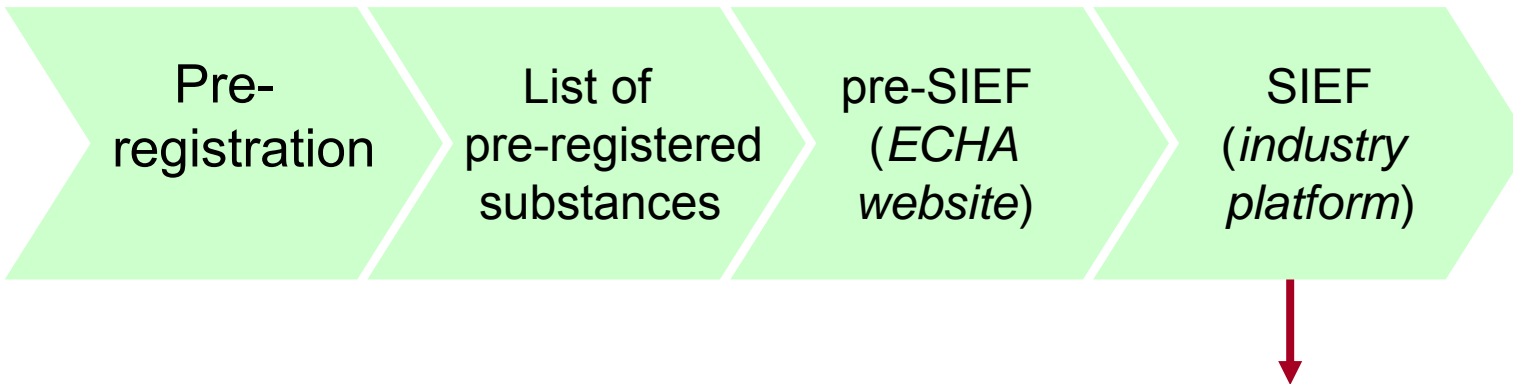 Pre-
registration
List of
pre-registered
substances
pre-SIEF
(ECHA
website)
SIEF
(industry
platform)